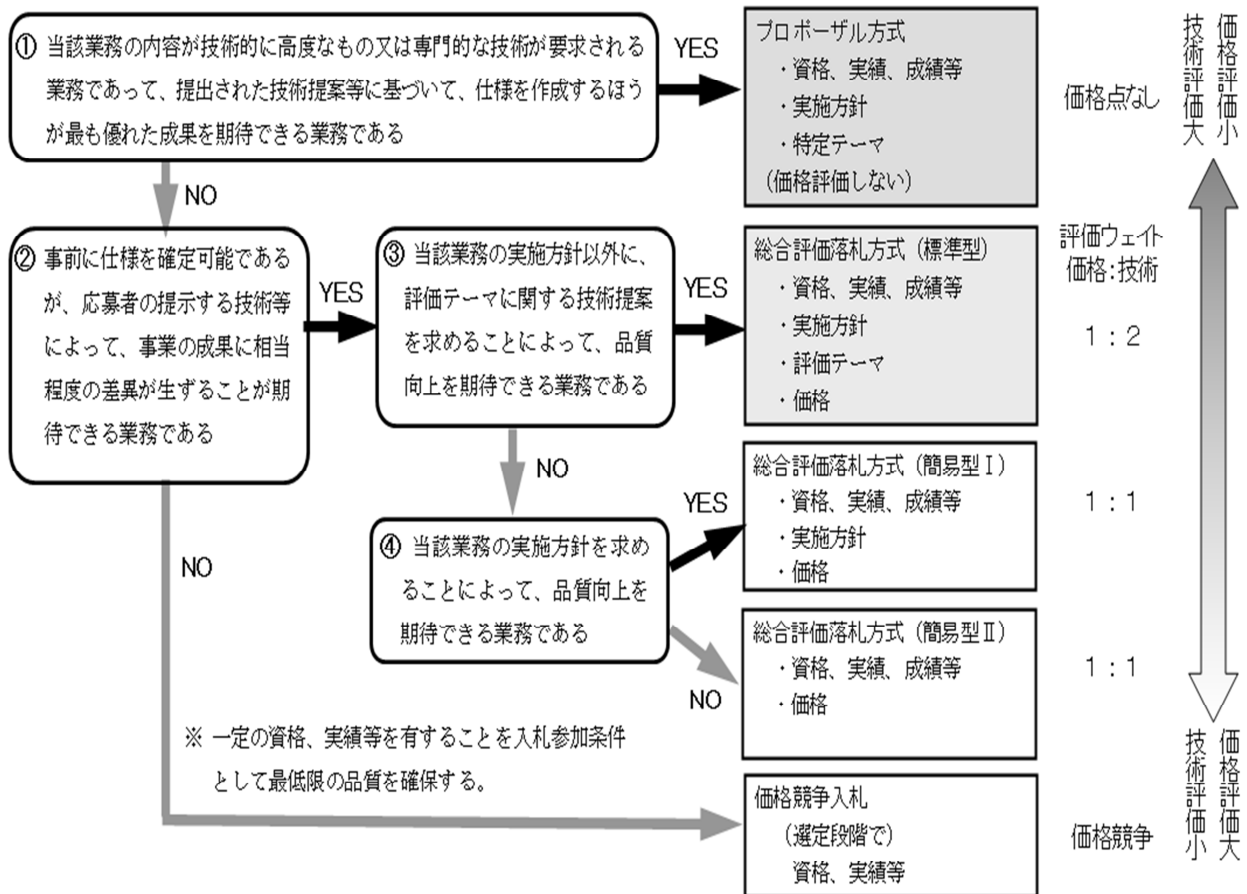 ① 当該業務の内容が技術的に高度なもの又は専門的な技術が要求される
業務であって、提出された技術提案等に基づいて、仕様を作成するほう
が最も優れた成果を期待できる業務である
YES
プロポーザル方式
・資格、実績、成績等
・実施方針
・特定テーマ
(価格評価しない)
価格点なし
価格評価小
技術評価大
NO
② 事前に仕様を確定可能である
が、応募者の提示する技術等
によって、事業の成果に相当
程度の差異が生ずることが期
待できる業務である
YES
③ 当該業務の実施方針以外に、
評価テーマに関する技術提案
を求めることによって、品質
向上を期待できる業務である
YES
総合評価落札方式(標準型)
・資格、実績、成績等
・実施方針
・評価テーマ
・価格
評価ウェイト
価格:技術
1:2
NO
④ 当該業務の実施方針を求め
ることによって、品質向上を
期待できる業務である
YES
総合評価落札方式(簡易型Ⅰ)
・資格、実績、成績等
・実施方針
・価格
1:1
NO
総合評価落札方式(簡易型Ⅱ)
・資格、実績、成績等
・価格
1:1
NO
※ 一定の資格、実績等を有することを入札参加条件
として最低限の品質を確保する。
価格競争入札
(選定段階で)
資格、実績等
価格競争
価格評価大
技術評価小